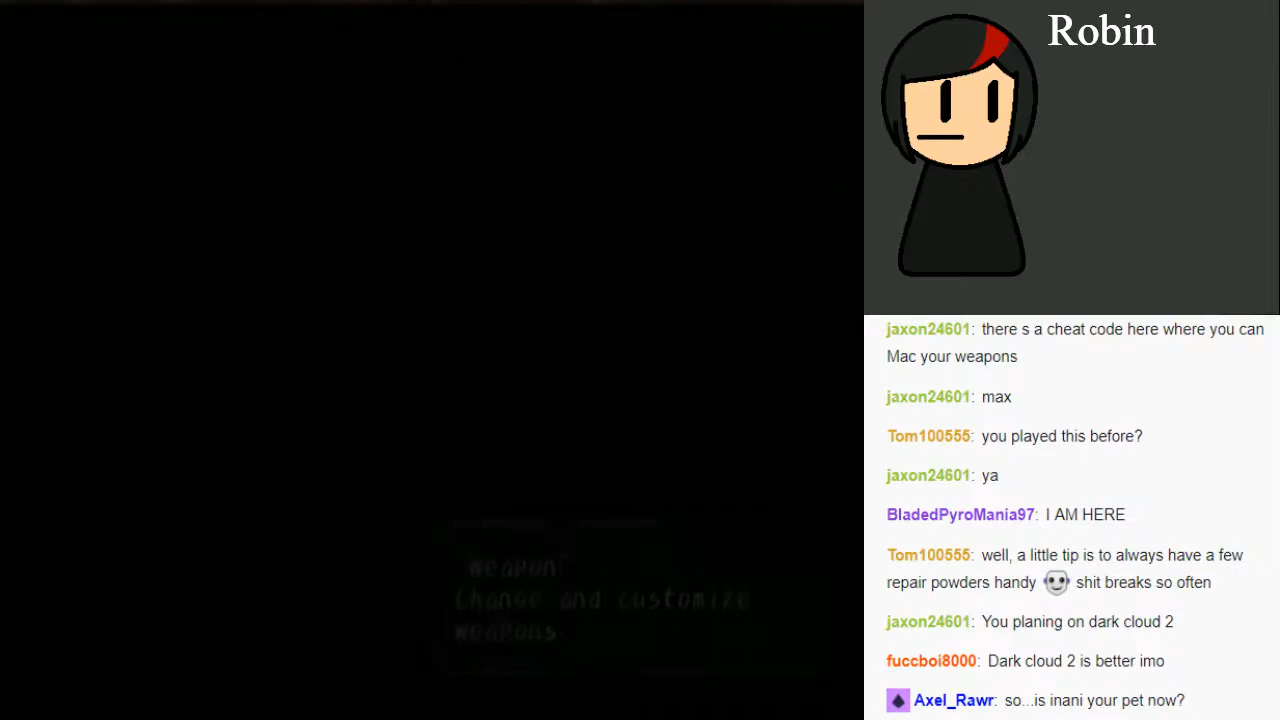 Robin
jaxon24601: there s a cheat code here where you can
Mac your weapons
jaxon24601: max
Tom100555: you played this before?
jaxon24601: ya
BladedPyroMania97: I AM HERE
Tom100555: well, a little tip is to always have a few
repair powders handy shit breaks so often
jaxon24601: You planing on dark cloud 2
fuccboi8000: Dark cloud 2 is better imo
Axel_Rawr: so...is inani your pet now?
"Weapon"
Change and customize
weapons.